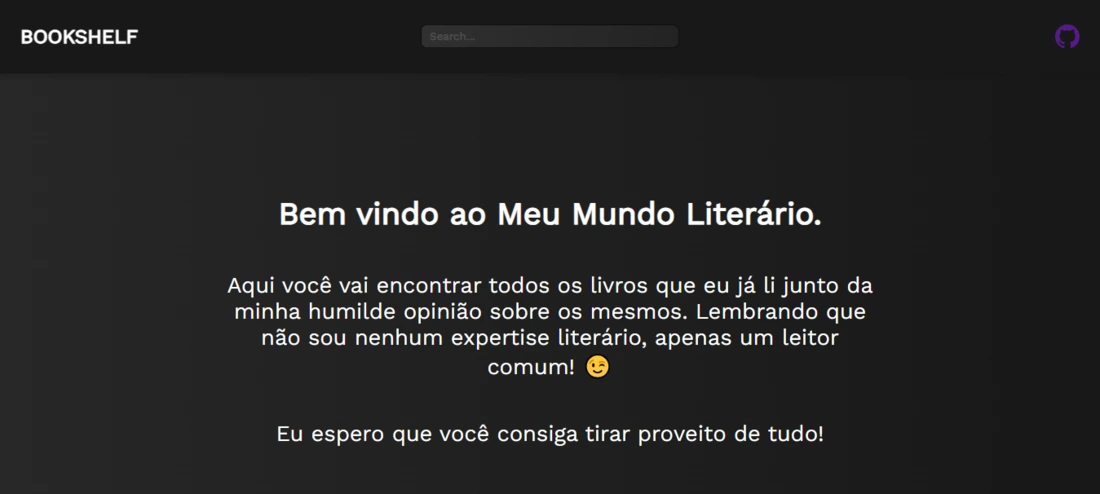 BOOKSHELF
Search...
Bem vindo ao Meu Mundo Literário.
Aqui você vai encontrar todos os livros que eu já li junto da
minha humilde opinião sobre os mesmos. Lembrando que
não sou nenhum expertise literário, apenas um leitor
comum! 😉
Eu espero que você consiga tirar proveito de tudo!